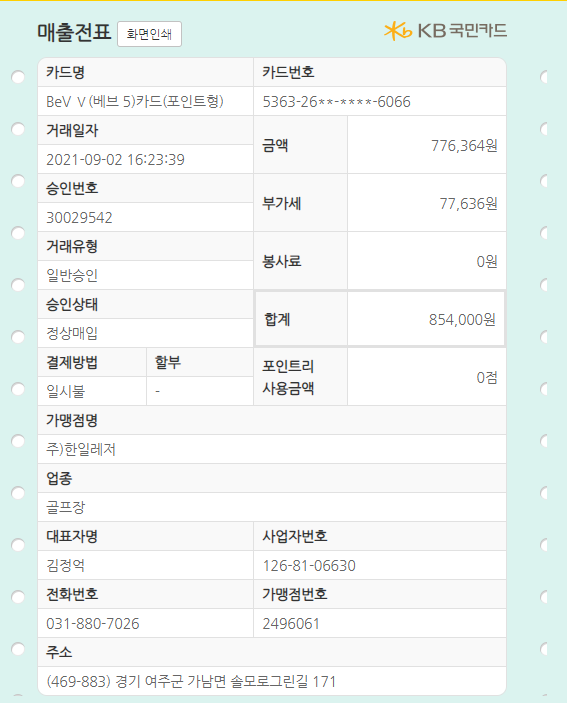 매출전표 화면인쇄 KB국민카드
카드명 카드번호
BeV Ⅴ(베브 5)카드(포인트형) 5363-26**-****-6066
거래일자
2021-09-02 16:23:39
금액 776,364원
승인번호
30029542
부가세 77,636원
거래유형
일반승인
봉사료 0원
승인상태
정상매입
합계 854,000원
결제방법 할부
일시불 -
포인트리
사용금액
0점
가맹점명
주)한일레저
업종
골프장
대표자명 사업자번호
김정억 126-81-06630
전화번호 가맹점번호
031-880-7026 2496061
주소
(469-883) 경기 여주군 가남면 솔모로그린길 171